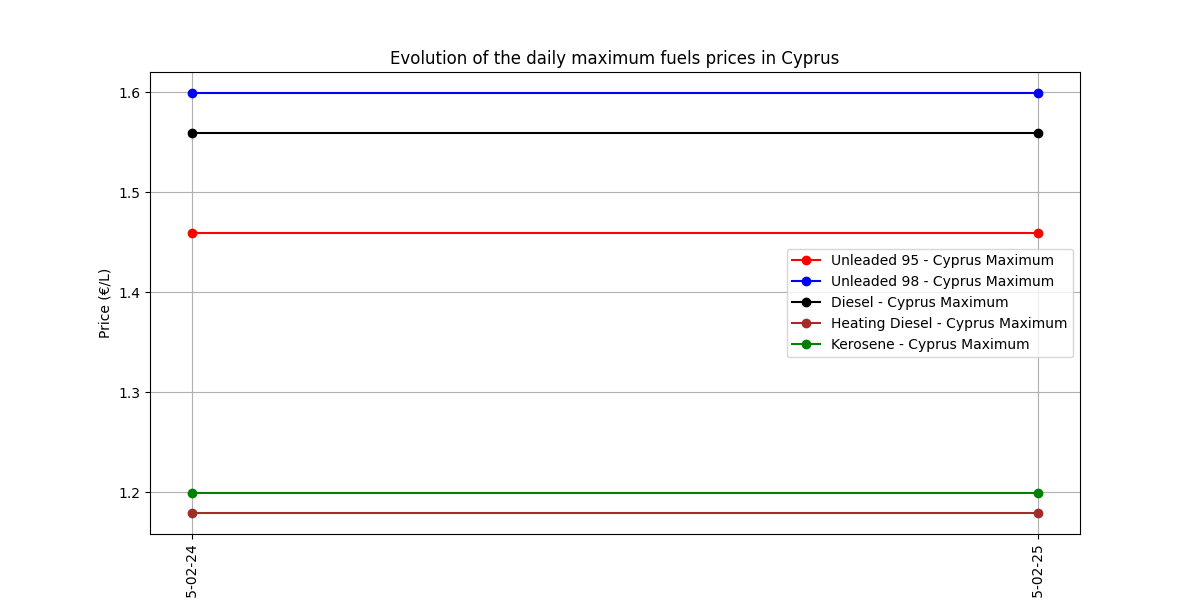 Evolution of the daily maximum fuels prices in Cyprus
Price (€/L)
1.6
1.5
1.4
1.3
1.2
Unleaded 95 - Cyprus Maximum
Unleaded 98 - Cyprus Maximum
Diesel - Cyprus Maximum
Heating Diesel - Cyprus Maximum
Kerosene - Cyprus Maximum
5-02-24
5-02-25